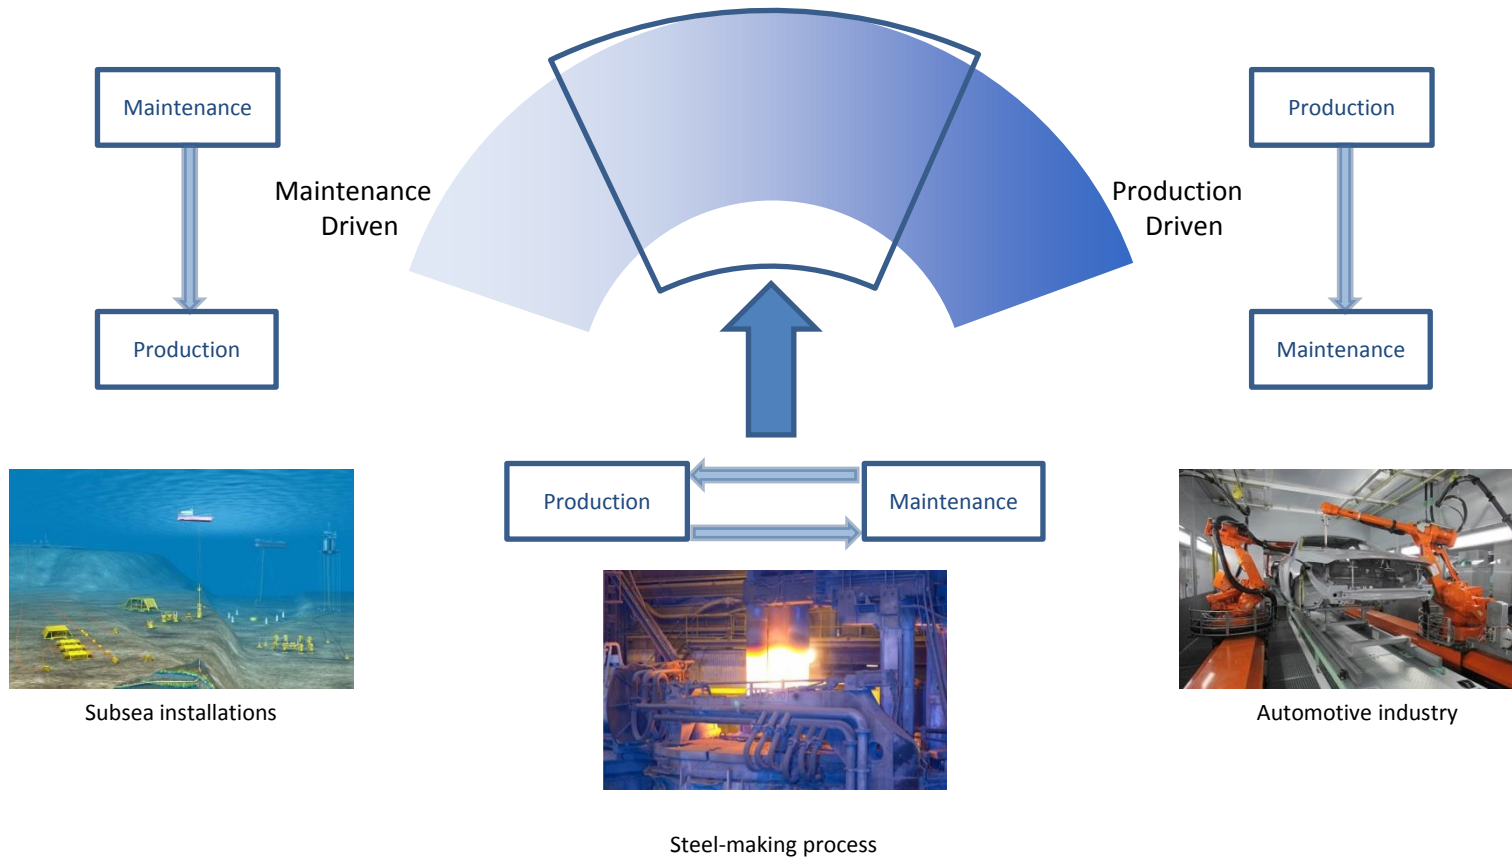 Maintenance
Production
Maintenance
Driven
Production
Driven
Production
Maintenance
Production
Maintenance
Subsea installations
Automotive industry
Steel-making process